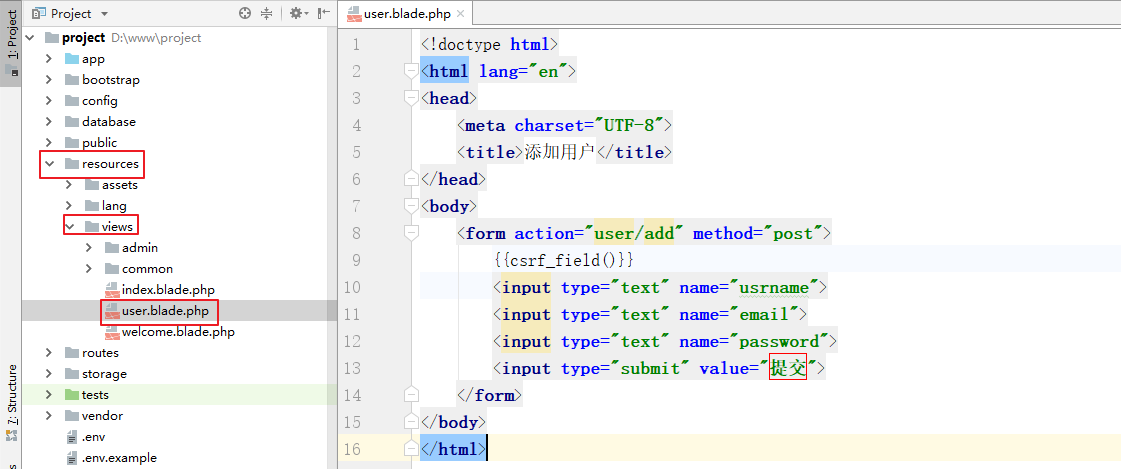 Project
project D:\www\project
app
bootstrap
config
database
public
resources
assets
lang
views
admin
common
index.blade.php
user.blade.php
welcome.blade.php
routes
storage
tests
vendor
.env
.env.example
1: Project
7: Structure
user.blade.php
1 <!doctype html>
2 <html lang="en">
3 <head>
4 <meta charset="UTF-8">
5 <title>添加用户</title>
6 </head>
7 <body>
8 <form action="user/add" method="post">
9 {{csrf_field()}}
10 <input type="text" name="usrname">
11 <input type="text" name="email">
12 <input type="text" name="password">
13 <input type="submit" value="提交">
14 </form>
15 </body>
16 </html>